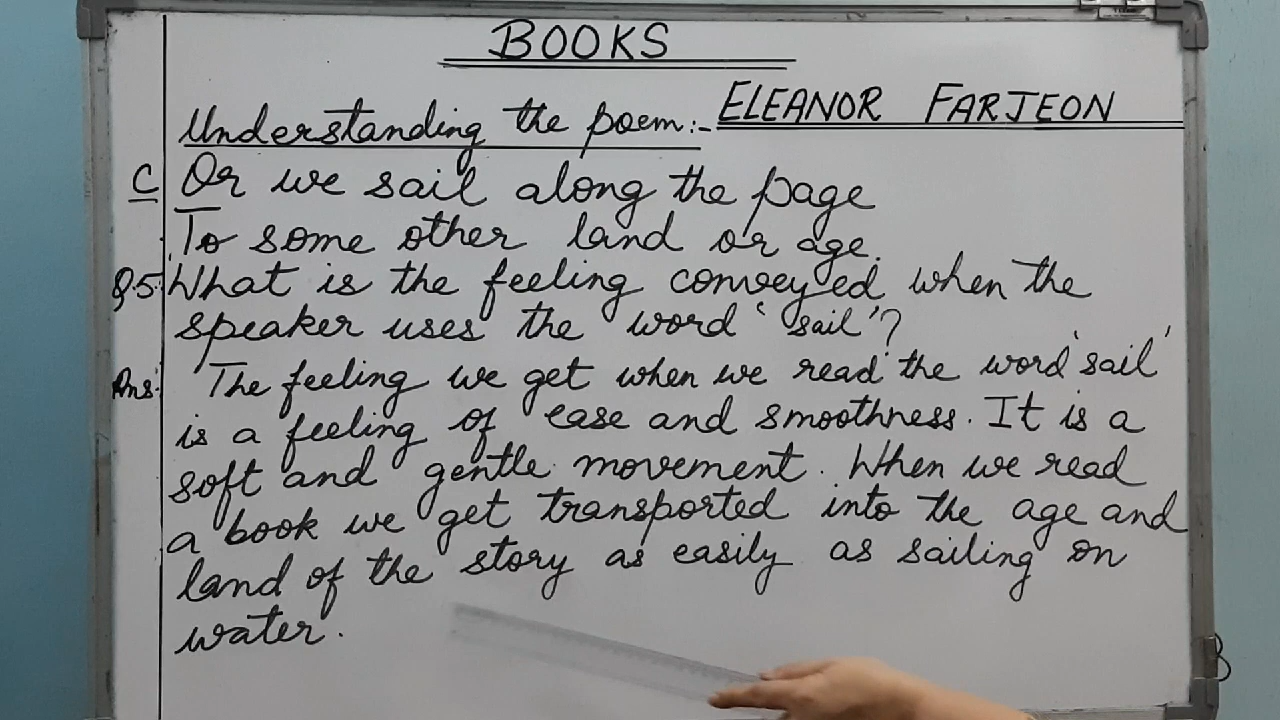 BOOKS
ELEANOR FARJEON
Understanding the poem:-
C Or we sail along the page
To some other land or age.
Q5 What is the feeling conveyed when the
speaker uses the word 'sail'?
Ans: The feeling we get when we read the word 'sail'
is a feeling of ease and smoothness. It is a
soft and gentle movement. When we read
a book we get transported into the age and
land of the story as easily as sailing on
water.